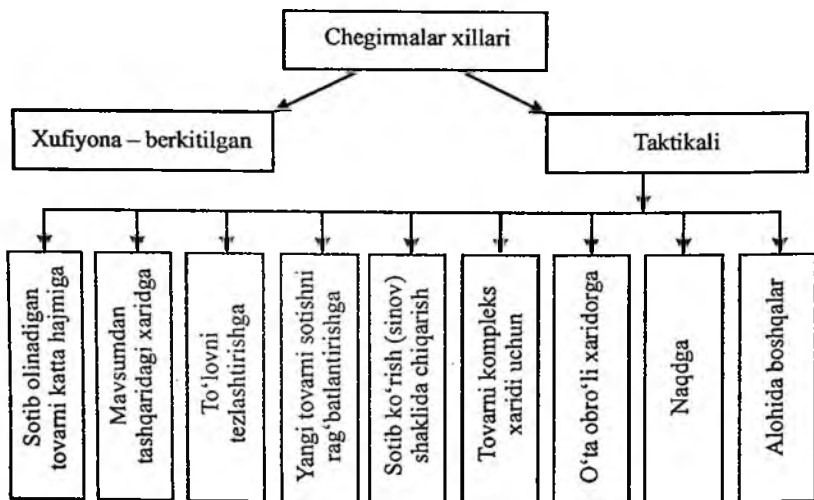 Chegirmalar xillari
Xufiyona – berkitilgan
Taktikali
Sotib olinadigan
tovarni katta hajmiga
Mavsumdan
tashqaridagi xaridga
To‘lovni
tezlashtirishga
Yangi tovarni sotishni
rag‘batlantirishga
Sotib ko‘rish (sinov)
shaklida chiqarish
Tovarni kompleks
xaridi uchun
O‘ta obro‘li xaridorga
Naqdga
Alohida boshqalar